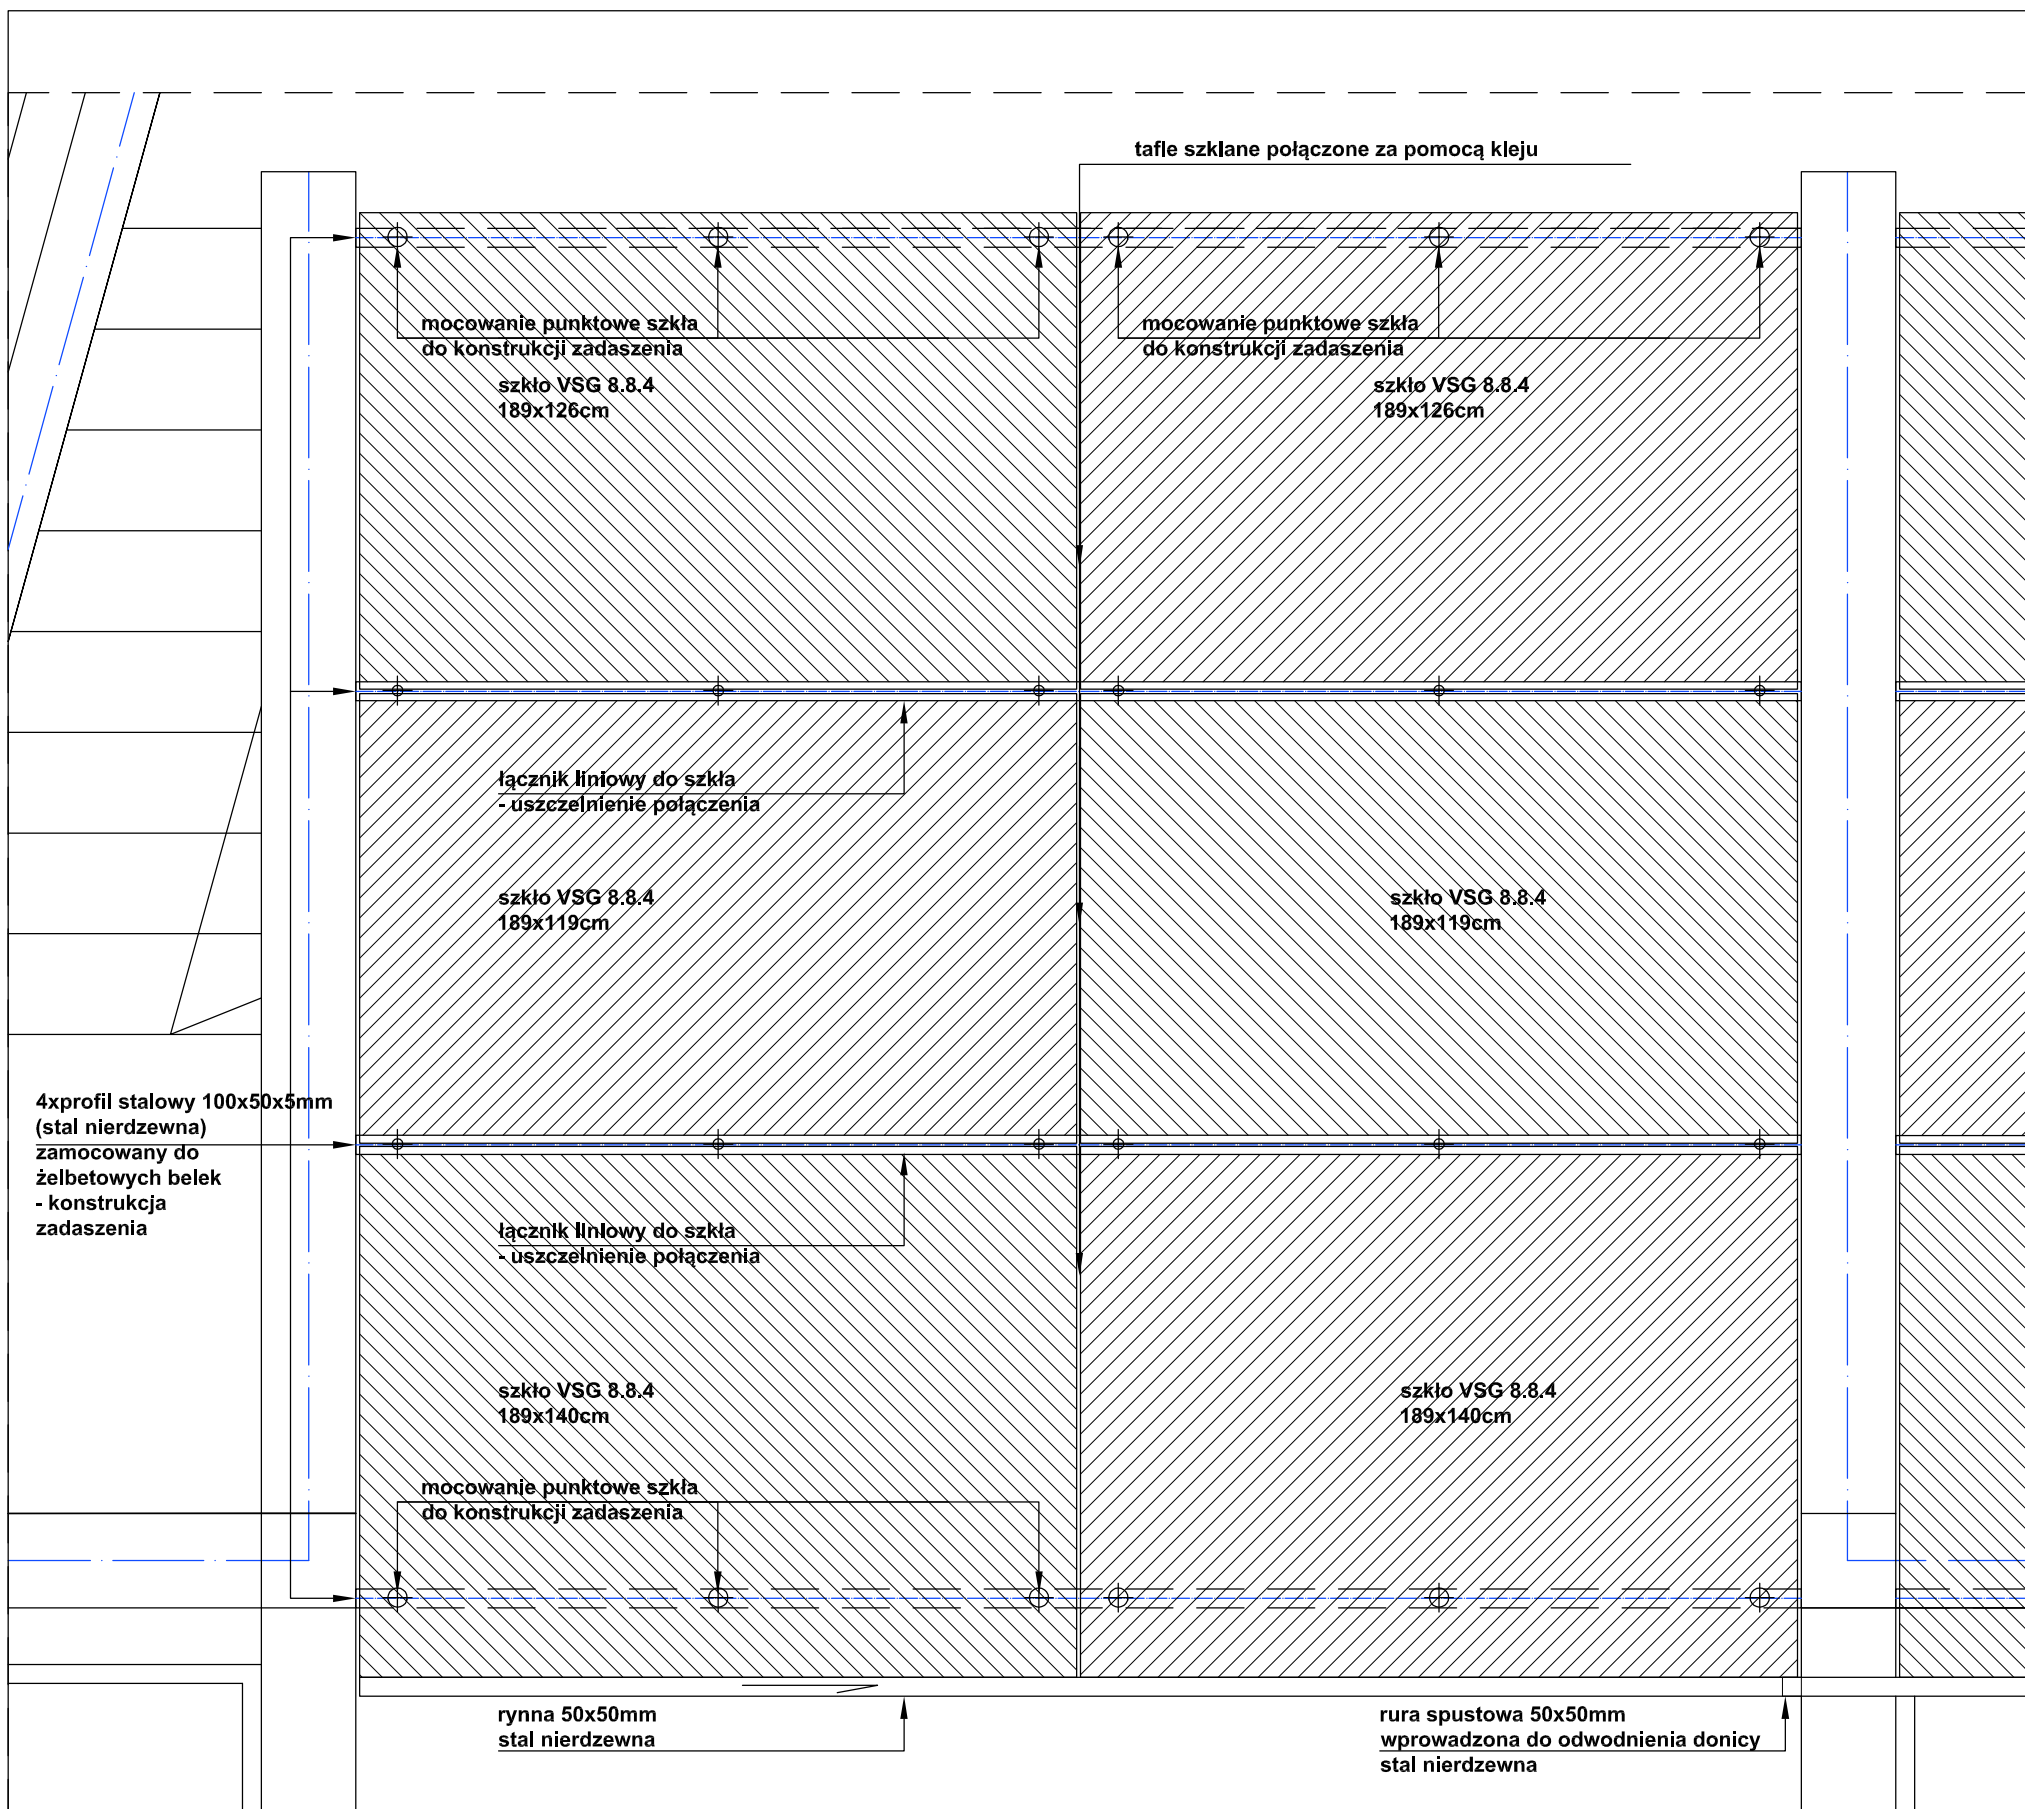 tafle szklane połączone za pomocą kleju
mocowanie punktowe szkła
do konstrukcji zadaszenia
mocowanie punktowe szkła
do konstrukcji zadaszenia
szkło VSG 8.8.4
189x126cm
szkło VSG 8.8.4
189x126cm
łącznik liniowy do szkła
- uszczelnienie połączenia
szkło VSG 8.8.4
189x119cm
szkło VSG 8.8.4
189x119cm
4xprofil stalowy 100x50x5mm
(stal nierdzewna)
zamocowany do
żelbetowych belek
- konstrukcja
zadaszenia
łącznik liniowy do szkła
- uszczelnienie połączenia
szkło VSG 8.8.4
189x140cm
szkło VSG 8.8.4
189x140cm
mocowanie punktowe szkła
do konstrukcji zadaszenia
rynna 50x50mm
stal nierdzewna
rura spustowa 50x50mm
wprowadzona do odwodnienia donicy
stal nierdzewna